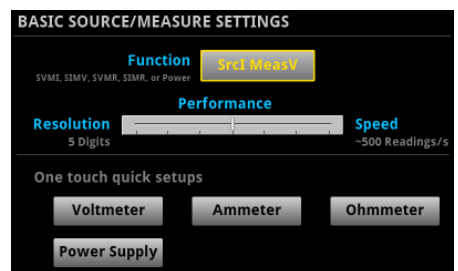 BASIC SOURCE/MEASURE SETTINGS
Function
SVMI, SIMV, SVMR, SIMR, or Power
SrcI MeasV
Performance
Resolution
5 Digits
Speed
~500 Readings/s
One touch quick setups
Voltmeter
Ammeter
Ohmmeter
Power Supply